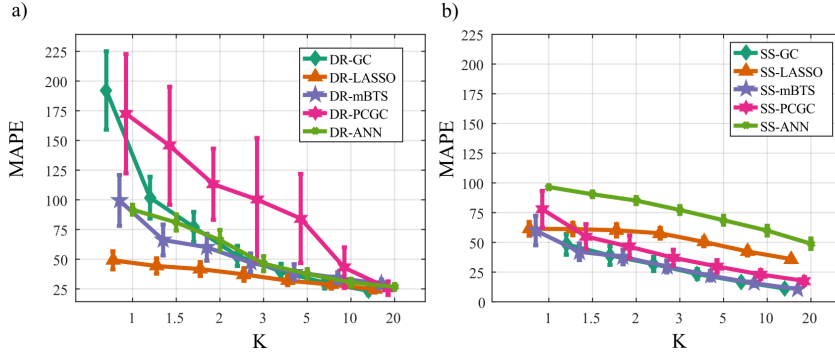 a)
225
200
175
150
125
100
75
50
25
MAPE
1 1.5 2 3 5 10 20
K
DR-GC
DR-LASSO
DR-mBTS
DR-PCGC
DR-ANN
b)
225
200
175
150
125
100
75
50
25
0
MAPE
1 1.5 2 3 5 10 20
K
SS-GC
SS-LASSO
SS-mBTS
SS-PCGC
SS-ANN